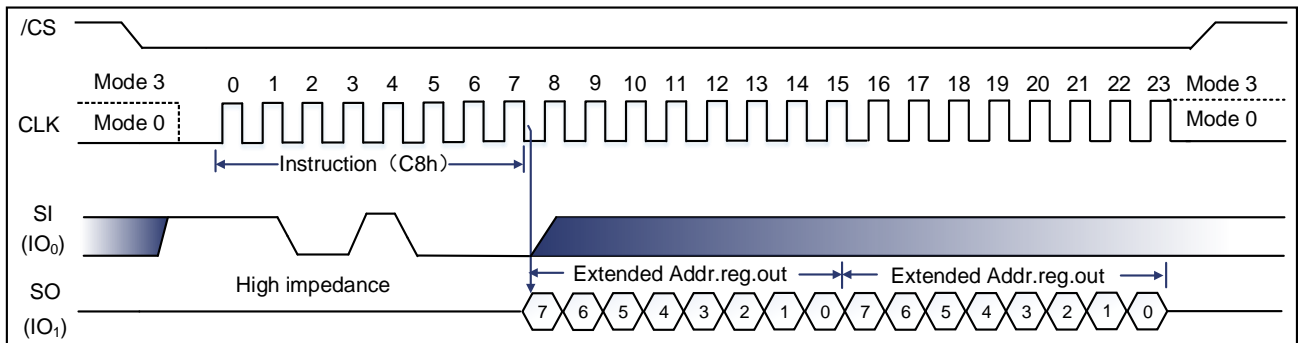 /CS
Mode 3 0 1 2 3 4 5 6 7 8 9 10 11 12 13 14 15 16 17 18 19 20 21 22 23 Mode 3
CLK Mode 0 Mode 0
Instruction（C8h）
SI
(IO₀)
Extended Addr.reg.out Extended Addr.reg.out
High impedance
SO
7 6 5 4 3 2 1 0 7 6 5 4 3 2 1 0
(IO₁)